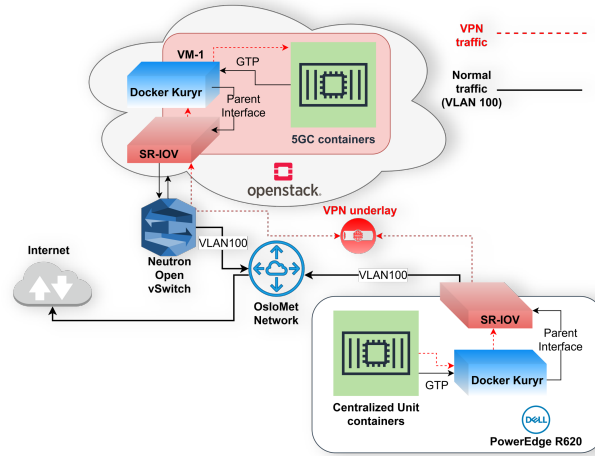 VPN
traffic
Normal
traffic
(VLAN 100)
VM-1
GTP
Docker Kuryr
Parent
Interface
5GC containers
SR-IOV
openstack.
VPN underlay
Internet
Neutron
Open
vSwitch
VLAN100
OsloMet
Network
VLAN100
SR-IOV
Parent
Interface
GTP
Docker Kuryr
Centralized Unit
containers
DELL
PowerEdge R620